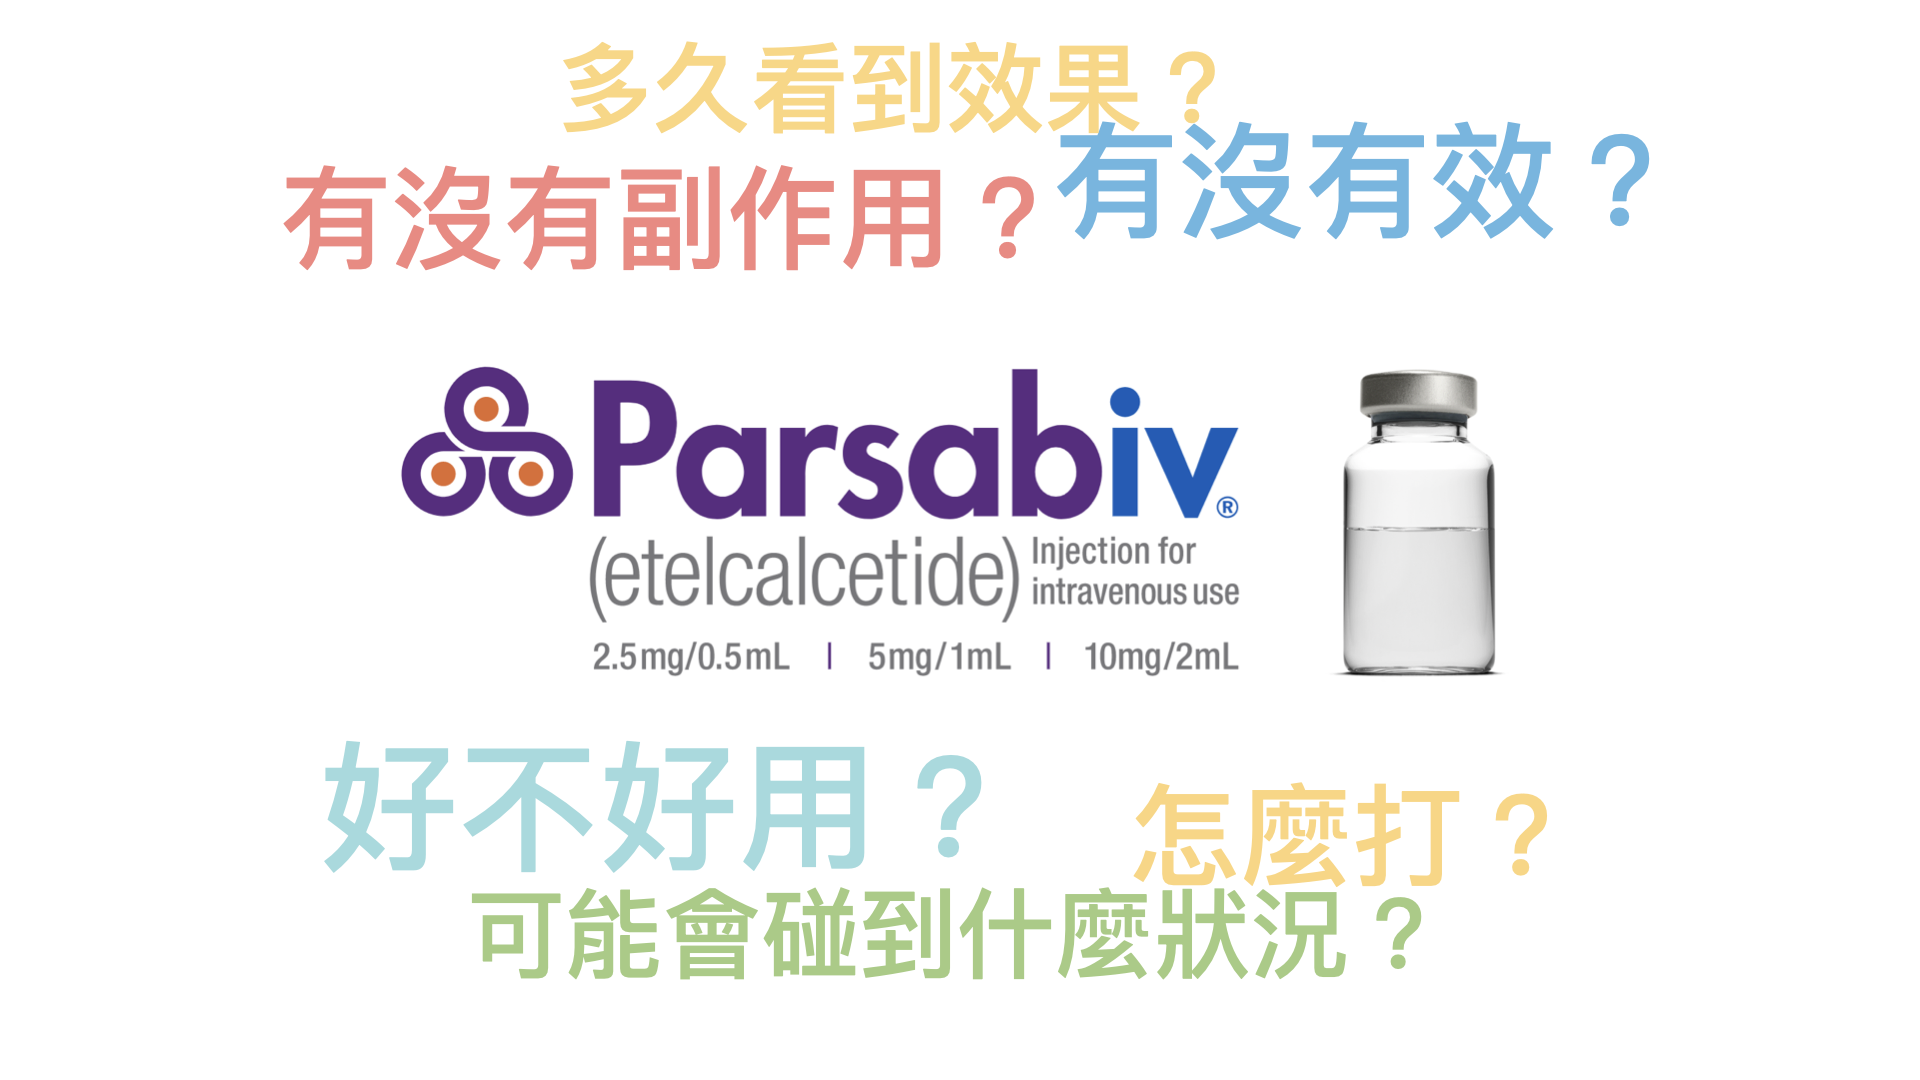 多久看到效果？
有沒有效？
有沒有副作用？
Parsabiv®
(etelcalcetide) Injection for
intravenous use
2.5mg/0.5mL | 5mg/1mL | 10mg/2mL
好不好用？
怎麼打？
可能會碰到什麼狀況？